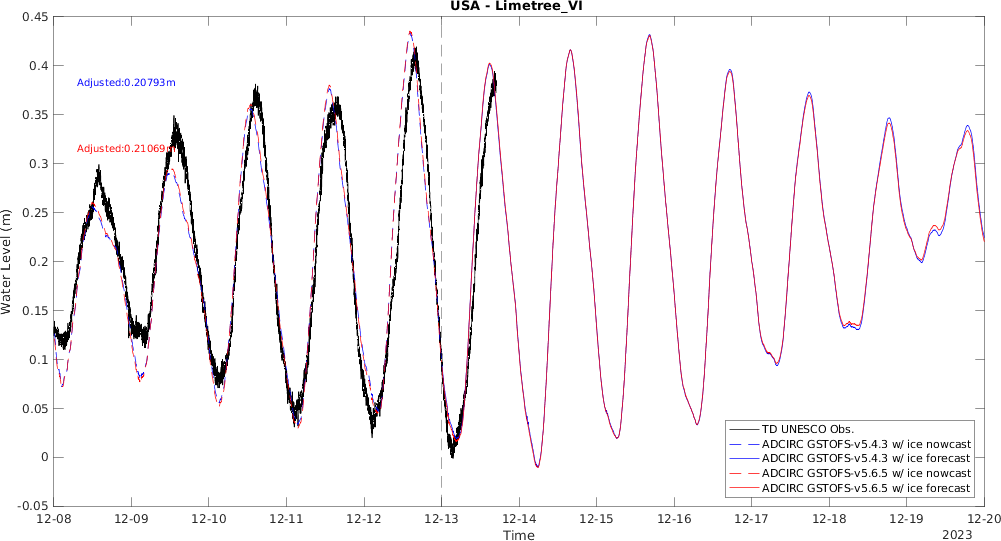 USA - Limetree_VI
0.45
0.4
0.35
0.3
0.25
0.2
0.15
0.1
0.05
0
-0.05
Water Level (m)
Adjusted:0.20793m
Adjusted:0.21069m
TD UNESCO Obs.
ADCIRC GSTOFS-v5.4.3 w/ ice nowcast
ADCIRC GSTOFS-v5.4.3 w/ ice forecast
ADCIRC GSTOFS-v5.6.5 w/ ice nowcast
ADCIRC GSTOFS-v5.6.5 w/ ice forecast
12-08 12-09 12-10 12-11 12-12 12-13 12-14 12-15 12-16 12-17 12-18 12-19 12-20
Time
2023